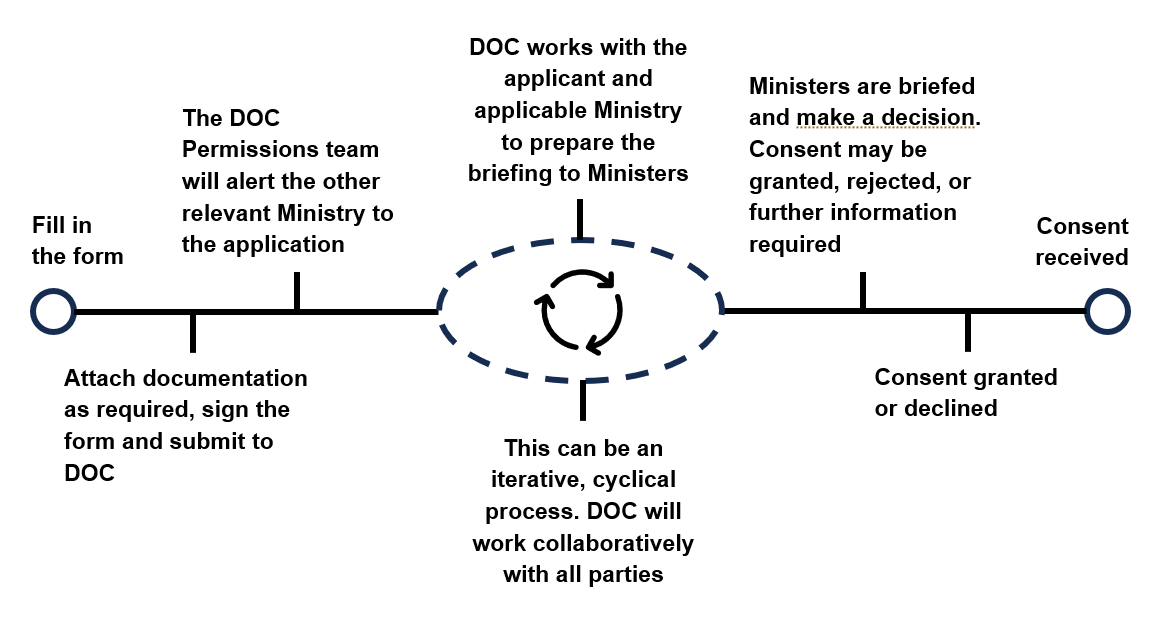 Fill in
the form
Attach documentation
as required, sign the
form and submit to
DOC
The DOC
Permissions team
will alert the other
relevant Ministry to
the application
DOC works with the
applicant and
applicable Ministry
to prepare the
briefing to Ministers
This can be an
iterative, cyclical
process. DOC will
work collaboratively
with all parties
Ministers are briefed
and make a decision.
Consent may be
granted, rejected, or
further information
required
Consent granted
or declined
Consent
received